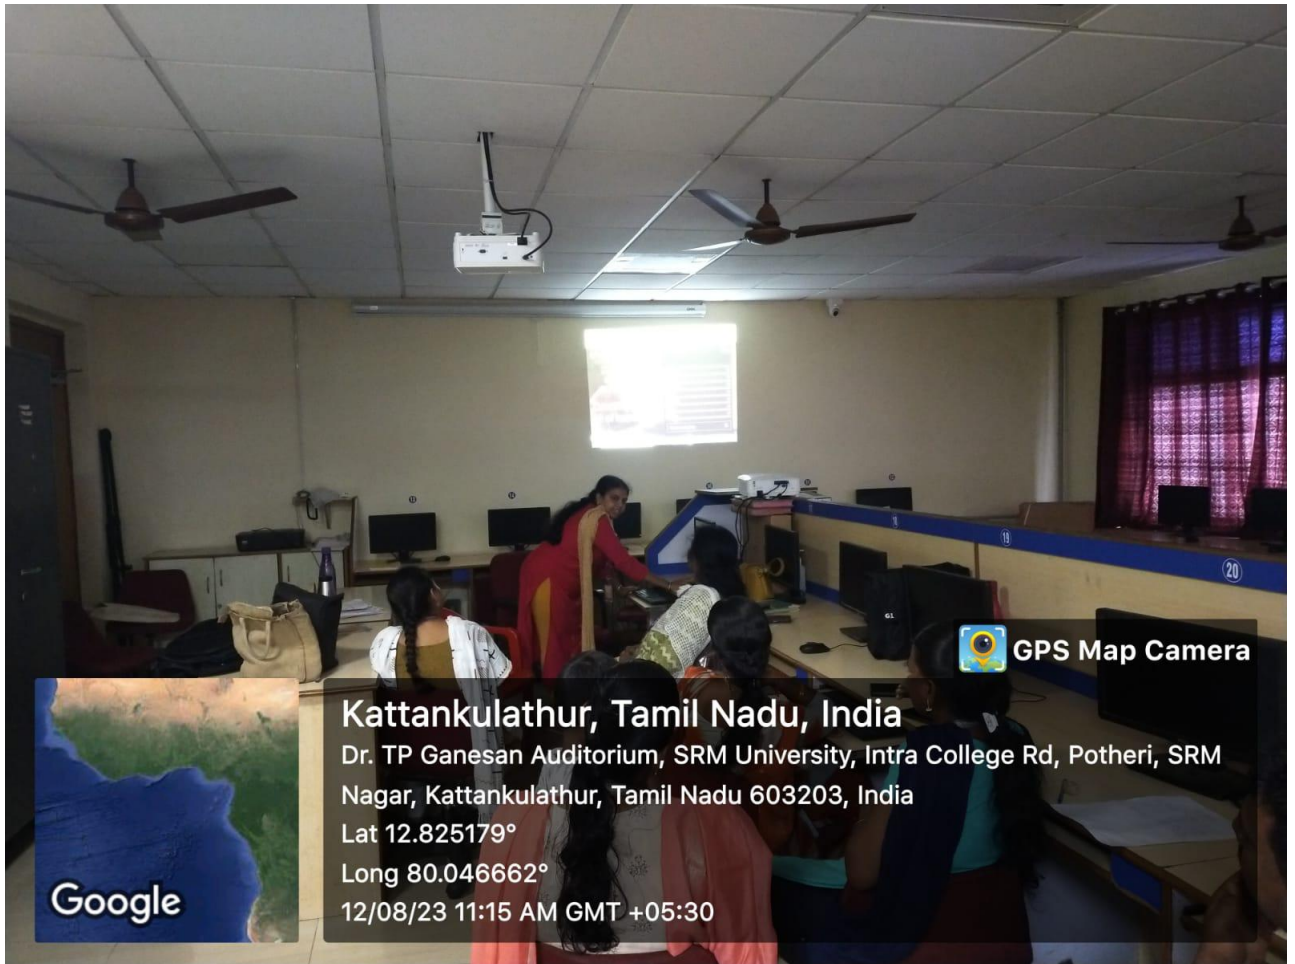 13
14
19
20
G.L
GPS Map Camera
Kattankulathur, Tamil Nadu, India
Dr. TP Ganesan Auditorium, SRM University, Intra College Rd, Potheri, SRM
Nagar, Kattankulathur, Tamil Nadu 603203, India
Lat 12.825179°
Long 80.046662°
12/08/23 11:15 AM GMT +05:30
Google